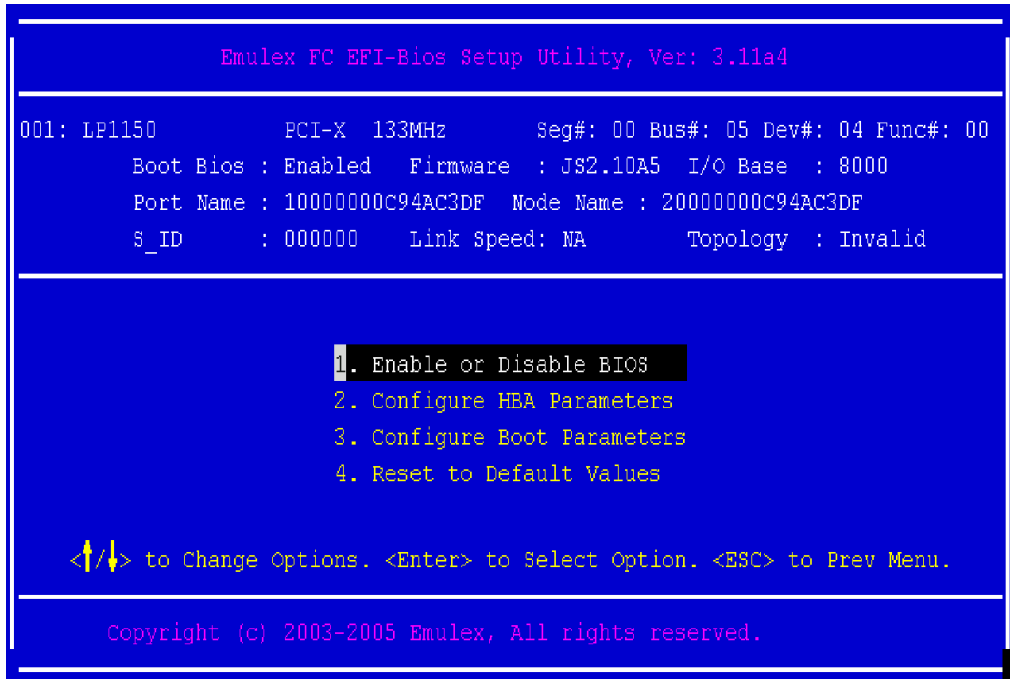 Emulex FC EFI-Bios Setup Utility, Ver: 3.11a4
001: LP1150 PCI-X 133MHz Seg#: 00 Bus#: 05 Dev#: 04 Func#: 00
Boot Bios : Enabled Firmware : JS2.10A5 I/O Base : 8000
Port Name : 10000000C94AC3DF Node Name : 20000000C94AC3DF
S_ID : 000000 Link Speed: NA Topology : Invalid
1. Enable or Disable BIOS
2. Configure HBA Parameters
3. Configure Boot Parameters
4. Reset to Default Values
<↑/↓> to Change Options. <Enter> to Select Option. <ESC> to Prev Menu.
Copyright (c) 2003-2005 Emulex, All rights reserved.